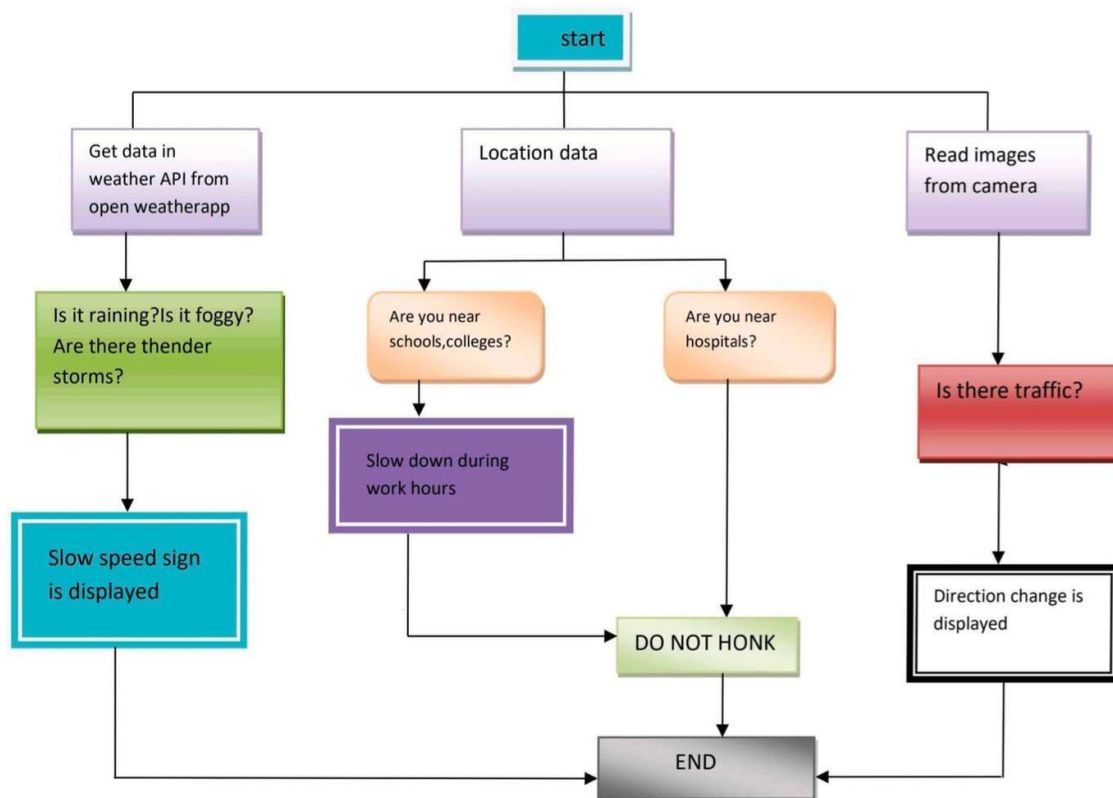 start
Get data in
weather API from
open weatherapp
Location data
Read images
from camera
Is it raining?Is it foggy?
Are there thender
storms?
Are you near
schools,colleges?
Are you near
hospitals?
Is there traffic?
Slow down during
work hours
Slow speed sign
is displayed
Direction change is
displayed
DO NOT HONK
END